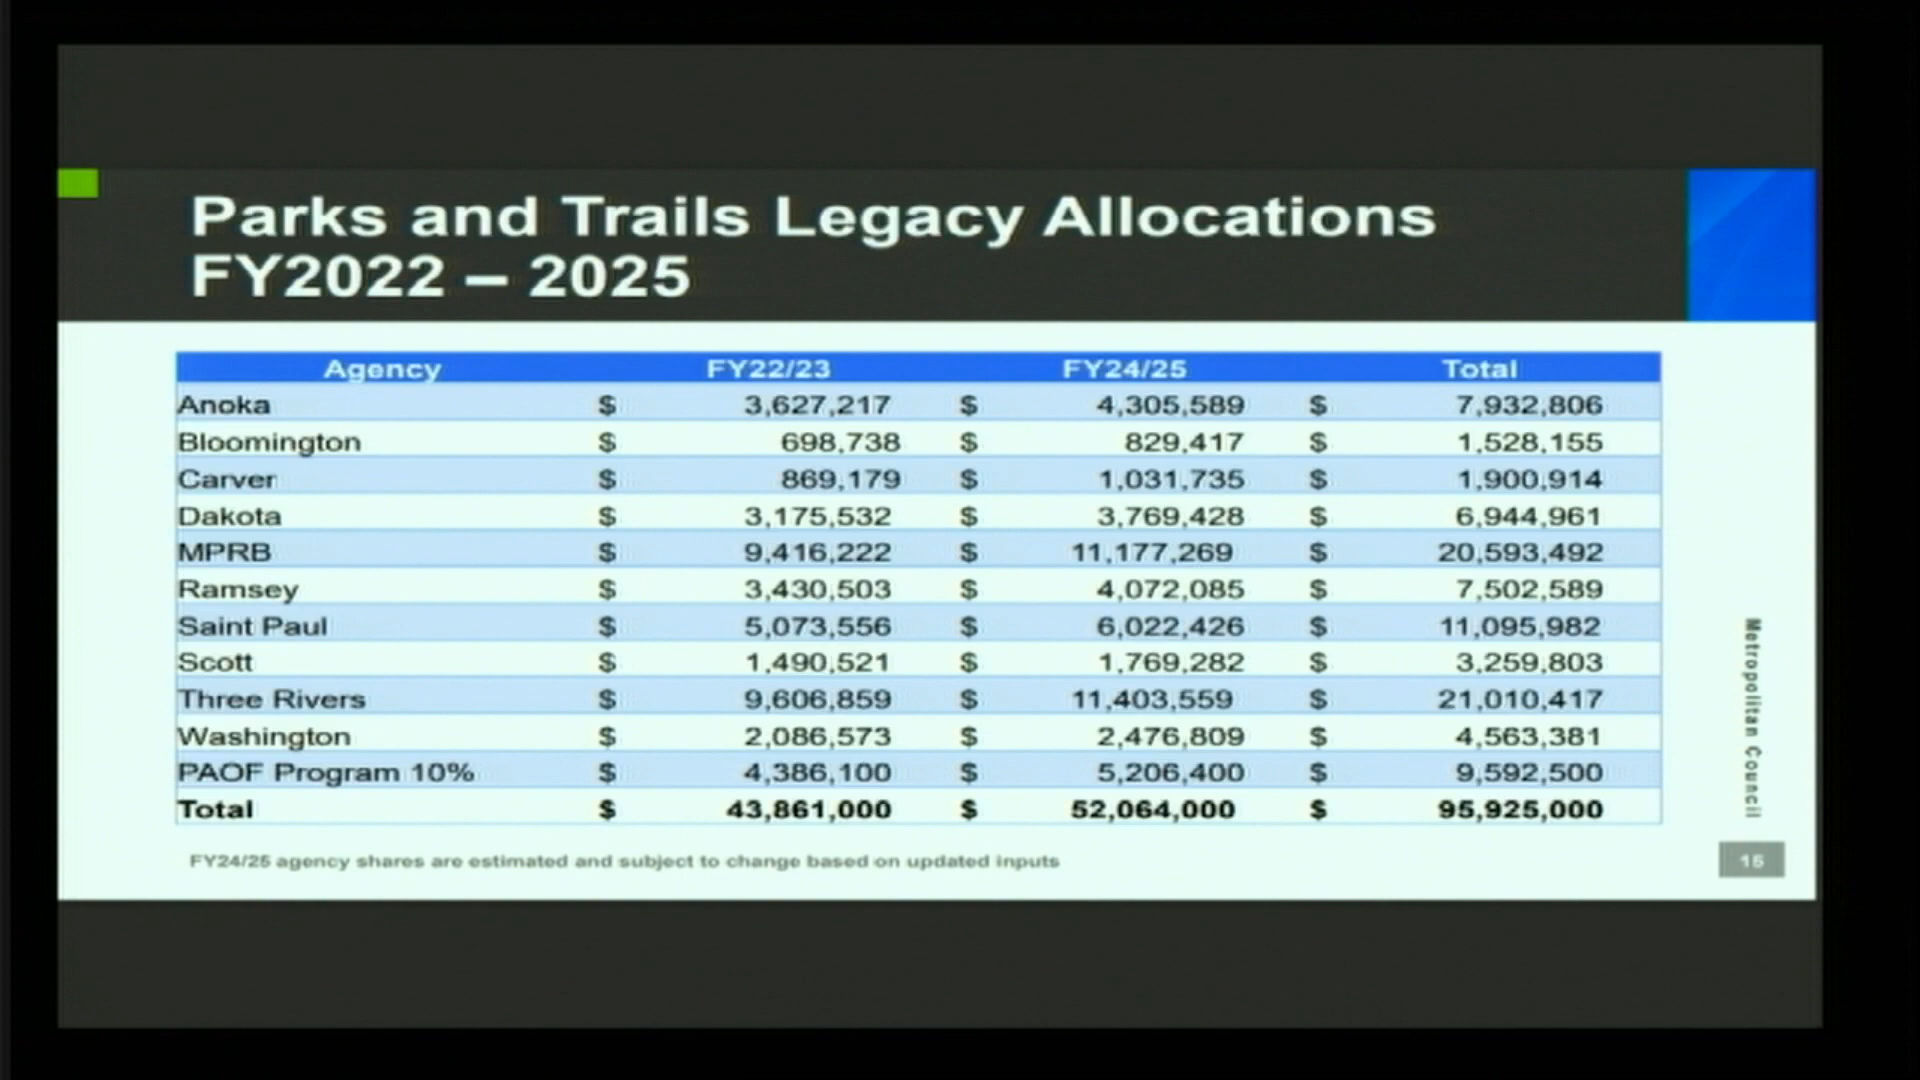 Parks and Trails Legacy Allocations
FY2022 – 2025
Agency FY22/23 FY24/25 Total
Anoka $ 3,627,217 $ 4,305,589 $ 7,932,806
Bloomington $ 698,738 $ 829,417 $ 1,528,155
Carver $ 869,179 $ 1,031,735 $ 1,900,914
Dakota $ 3,175,532 $ 3,769,428 $ 6,944,961
MPRB $ 9,416,222 $ 11,177,269 $ 20,593,492
Ramsey $ 3,430,503 $ 4,072,085 $ 7,502,589
Saint Paul $ 5,073,556 $ 6,022,426 $ 11,095,982
Scott $ 1,490,521 $ 1,769,282 $ 3,259,803
Three Rivers $ 9,606,859 $ 11,403,559 $ 21,010,417
Washington $ 2,086,573 $ 2,476,809 $ 4,563,381
PAOF Program 10% $ 4,386,100 $ 5,206,400 $ 9,592,500
Total $ 43,861,000 $ 52,064,000 $ 95,925,000
FY24/25 agency shares are estimated and subject to change based on updated inputs
Metropolitan Council
15